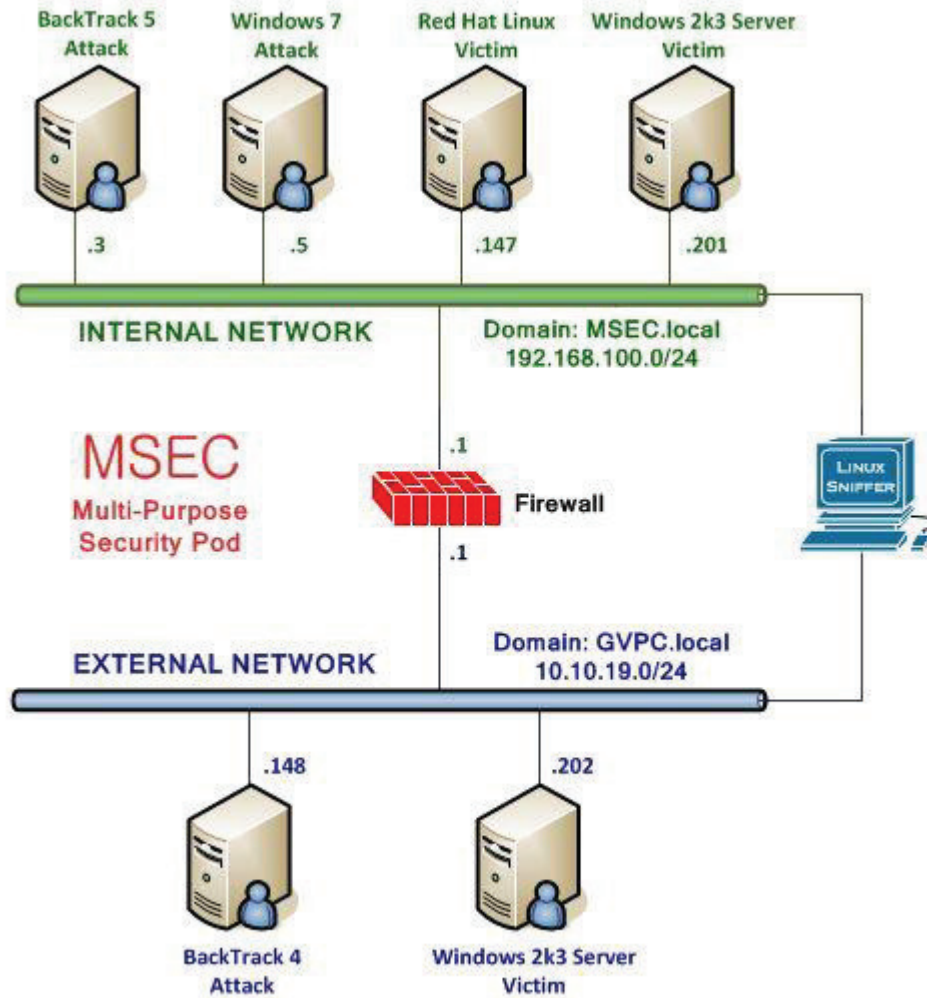 BackTrack 5
Attack
Windows 7
Attack
Red Hat Linux
Victim
Windows 2k3 Server
Victim
.3
.5
.147
.201
INTERNAL NETWORK
Domain: MSEC.local
192.168.100.0/24
MSEC
Multi-Purpose
Security Pod
.1
Firewall
.1
LINUX
SNIFFER
EXTERNAL NETWORK
Domain: GVPC.local
10.10.19.0/24
.148
.202
BackTrack 4
Attack
Windows 2k3 Server
Victim